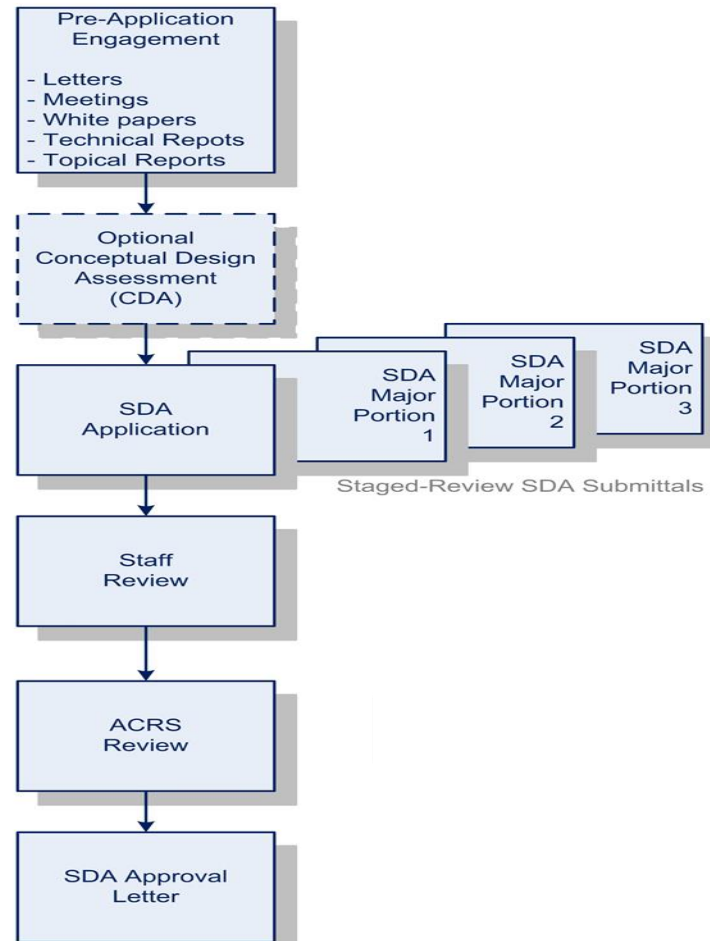 Pre-Application
Engagement
- Letters
- Meetings
- White papers
- Technical Repots
- Topical Reports
Optional
Conceptual Design
Assessment
(CDA)
SDA
Application
SDA
Major
Portion
1
SDA
Major
Portion
2
SDA
Major
Portion
3
Staged-Review SDA Submittals
Staff
Review
ACRS
Review
SDA Approval
Letter